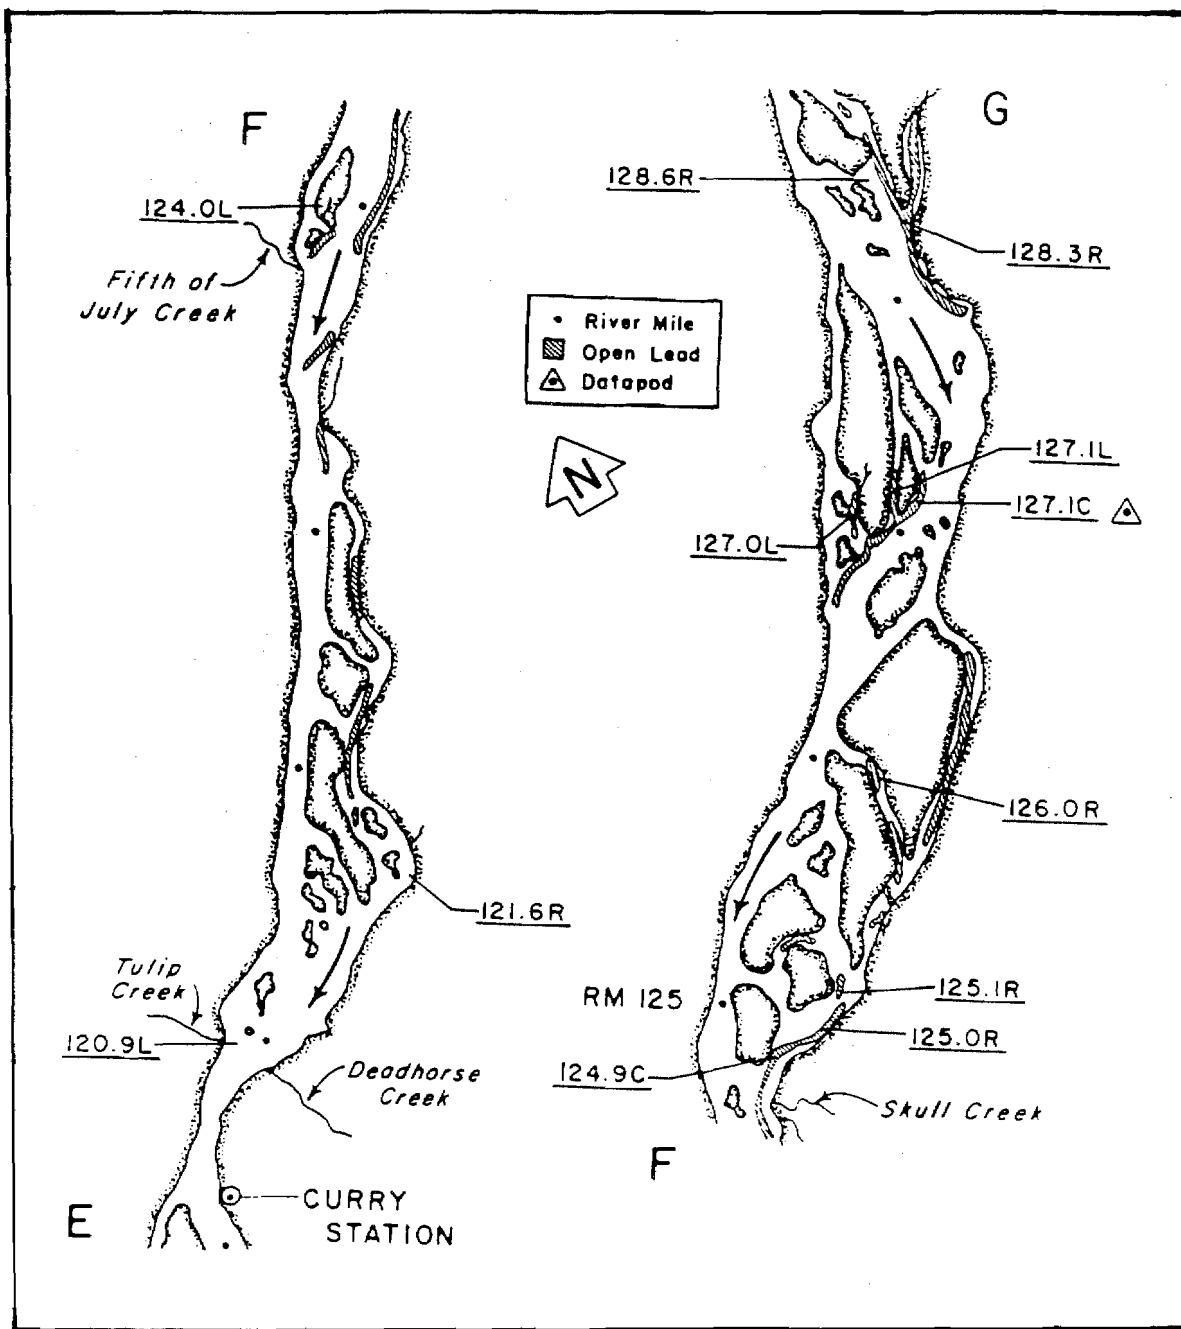 F
124.0L
Fifth of
July Creek
121.6R
Tulip
Creek
120.9L
Deadhorse
Creek
E
CURRY
STATION
River Mile
Open Lead
Datapod
N
G
128.6R
128.3R
127.1L
127.1C
127.0L
126.0R
RM 125
125.1R
125.0R
124.9C
Skull Creek
F